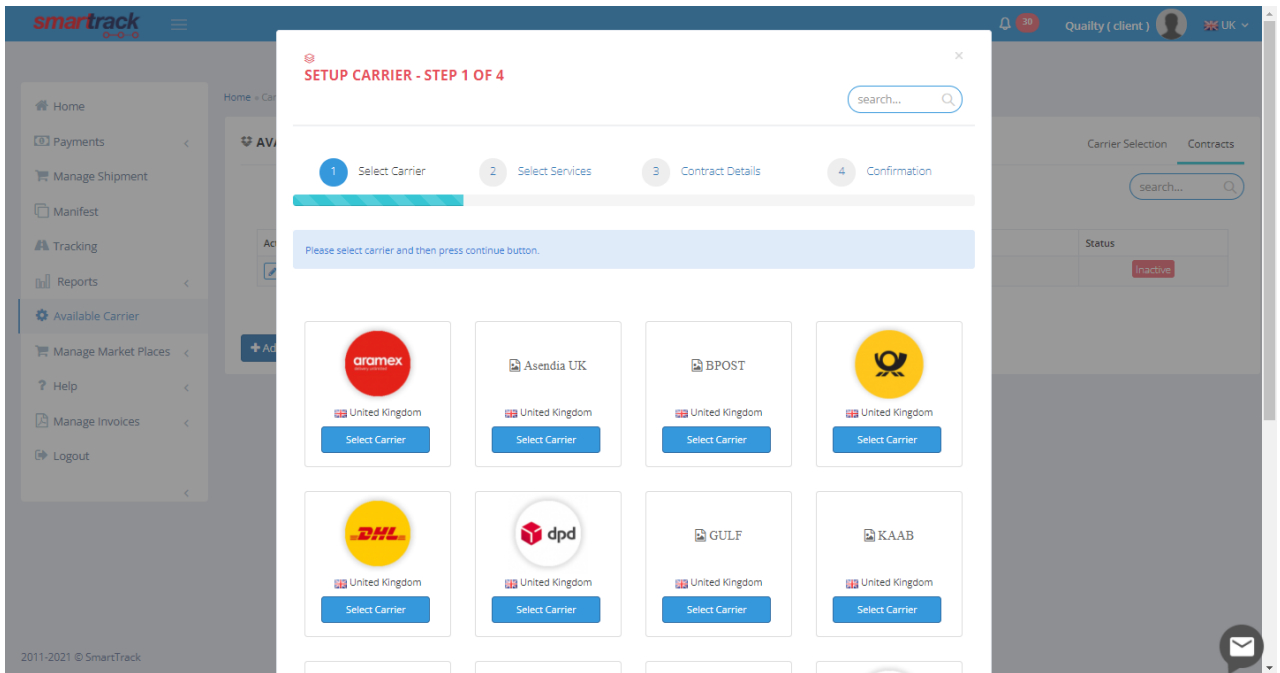 smartrack
30
Quailty ( client )
UK
SETUP CARRIER - STEP 1 OF 4
search...
Home
Payments
Manage Shipment
Manifest
Tracking
Reports
Available Carrier
Manage Market Places
? Help
Manage Invoices
Logout
Home
Carrier Selection Contracts
search...
1 Select Carrier 2 Select Services 3 Contract Details 4 Confirmation
Please select carrier and then press continue button.
Status
Inactive
aramex
Asendia UK
BPOST
United Kingdom United Kingdom United Kingdom United Kingdom
Select Carrier Select Carrier Select Carrier Select Carrier
DHL
dpd
GULF
KAAB
United Kingdom United Kingdom United Kingdom United Kingdom
Select Carrier Select Carrier Select Carrier Select Carrier
2011-2021 © SmartTrack